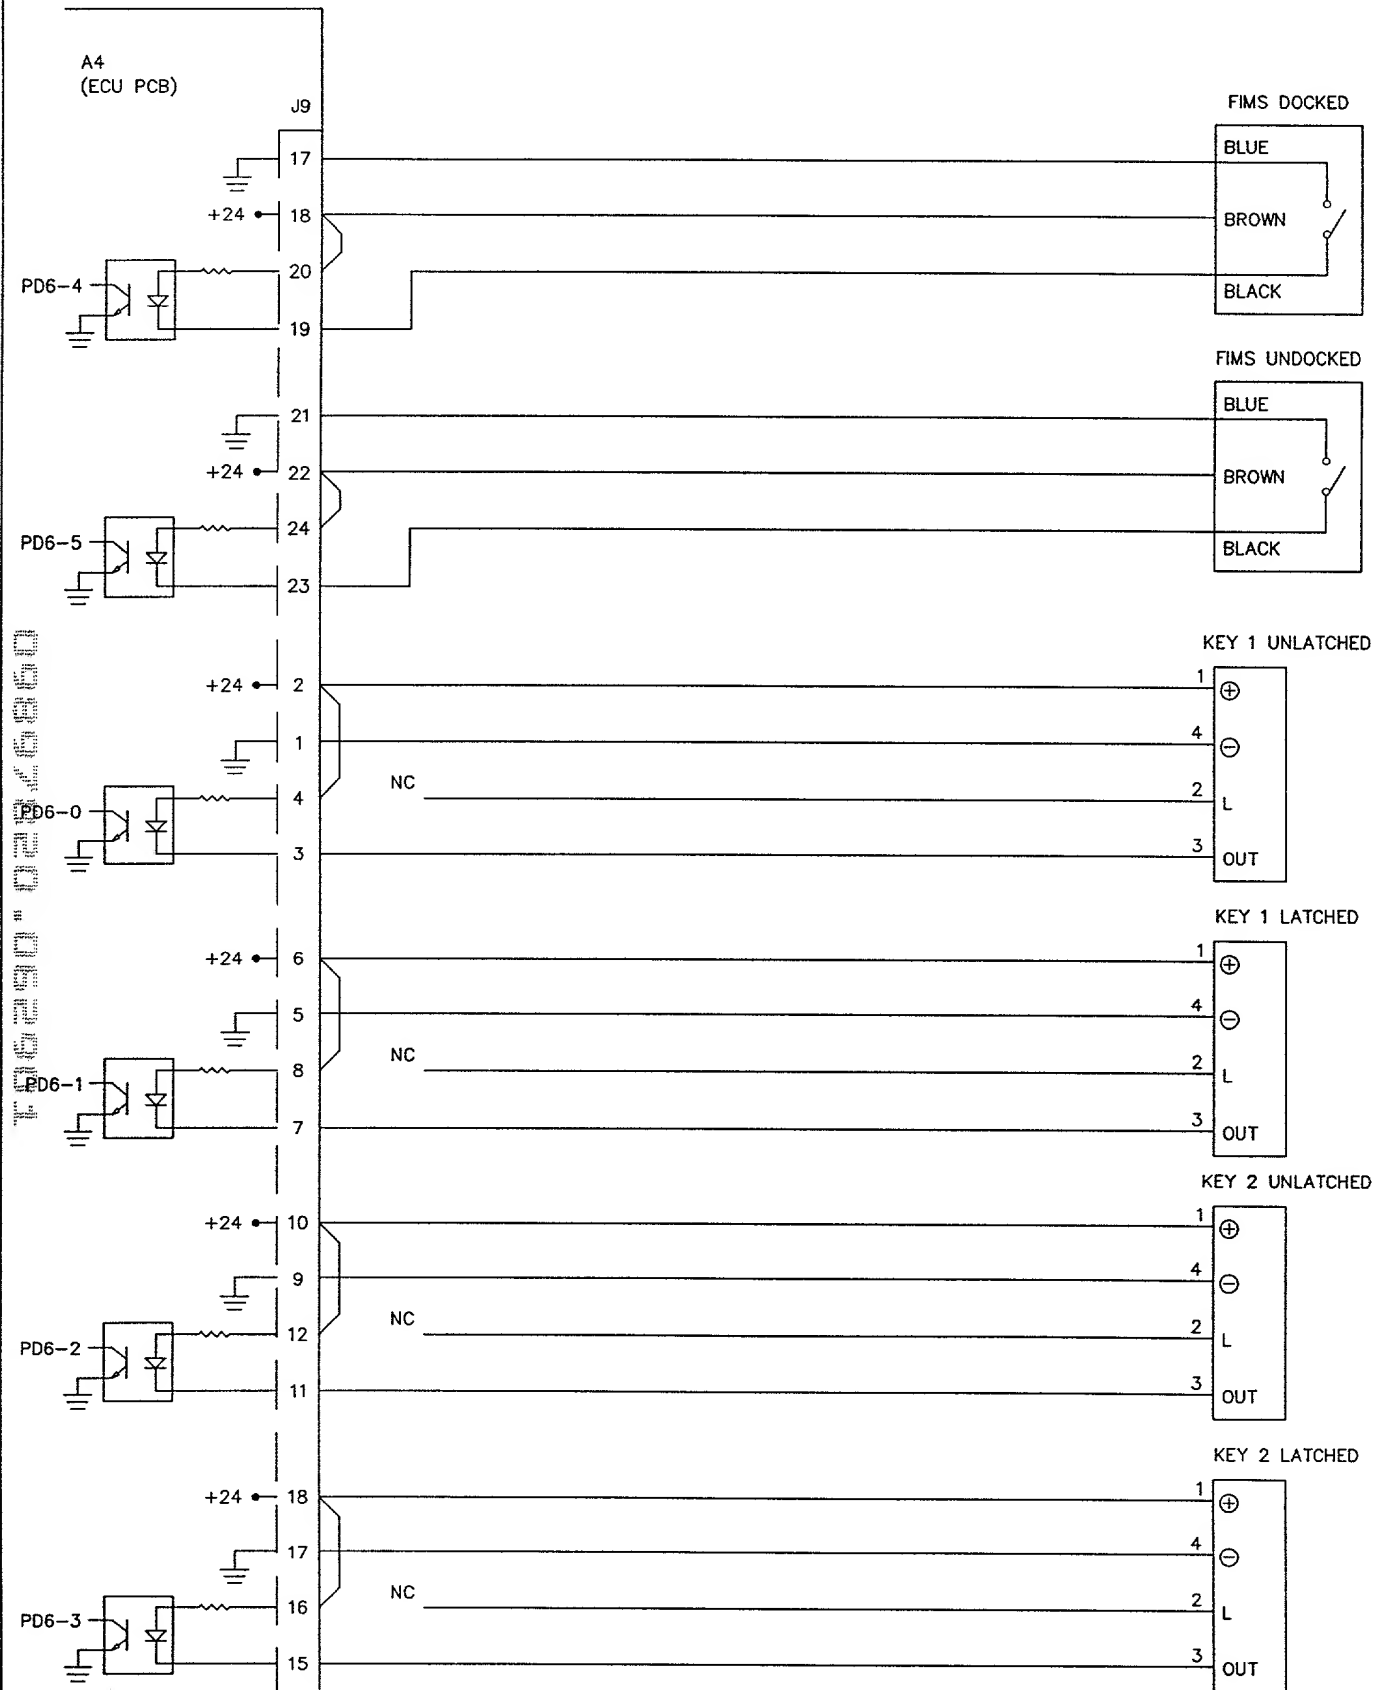 A4
(ECU PCB)
J9
FIMS DOCKED
17
BLUE
+24
18
BROWN
20
PD6-4
BLACK
19
FIMS UNDOCKED
21
BLUE
+24
22
BROWN
24
PD6-5
BLACK
23
KEY 1 UNLATCHED
+24
2
1
1
4
NC
4
2
L
PD6-0
3
3
OUT
KEY 1 LATCHED
+24
6
1
5
4
NC
8
2
L
PD6-1
7
3
OUT
KEY 2 UNLATCHED
+24
10
1
9
4
NC
12
2
L
PD6-2
11
3
OUT
KEY 2 LATCHED
+24
18
1
17
4
NC
16
2
L
PD6-3
15
3
OUT